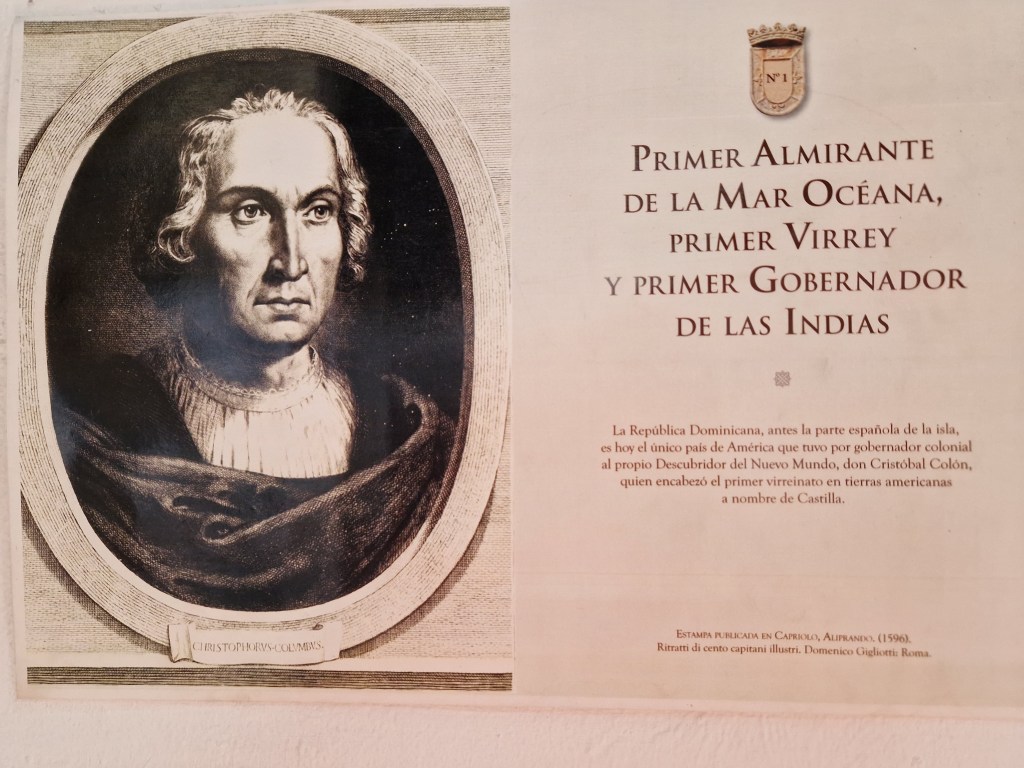 CHRISTOPHORVS·COLVMBVS.
Nº 1
PRIMER ALMIRANTE
DE LA MAR OCÉANA,
PRIMER VIRREY
Y PRIMER GOBERNADOR
DE LAS INDIAS
La República Dominicana, antes la parte española de la isla,
es hoy el único país de América que tuvo por gobernador colonial
al propio Descubridor del Nuevo Mundo, don Cristóbal Colón,
quien encabezó el primer virreinato en tierras americanas
a nombre de Castilla.
ESTAMPA PUBLICADA EN CAPRIOLO, ALIPRANDO. (1596).
Rittratti di cento capitani illustri. Domenico Gigliotti: Roma.